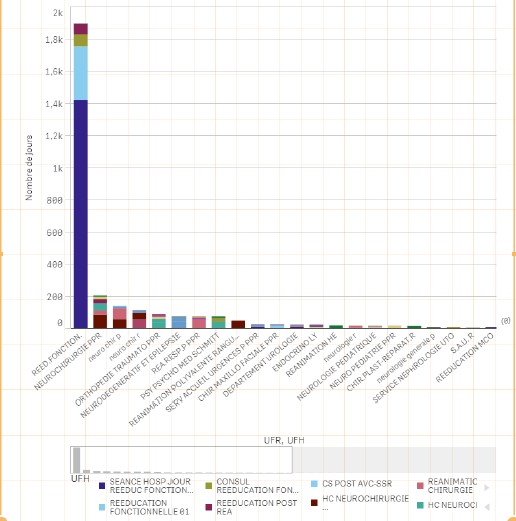 2k
1,8k
1,6k
1,4k
1,2k
1k
800
600
400
200
0
Nombre de jours
(0)
REED.FONCTION.
NEUROCHIRURGIE PPR
neuro chir p
neuro chir r
ORTHOPEDIE TRAUMATO PPR
NEURODEGENERATIF ET EPILEPSIE
REA RESP.P PPR
PSY PSYCHO MED SCHMITT
REANIMATION POLYVALENT RANGU...
SERV ACCUEIL URGENCES P PPR
CHIR MAXILLO FACIALE PPR
DEPARTEMENT UROLOGIE
ENDOCRINO LY
REANIMATION HE
neurologie r
NEUROLOGIE PEDIATRIQUE
NEURO PEDIATRIE PPR
CHIR.PLAST-REPARAT.R
neurologie generale p
SERVICE NEPHROLOGIE UTO
S.A.U R
REEDUCATION MCO
UFR, UFH
UFH
SEANCE HOSP JOUR
REEDUC FONCTION...
CONSUL
REEDUCATION FON...
CS POST AVC-SSR
REANIMATIC
CHIRURGIE
REEDUCATION
FONCTIONNELLE 61
REEDUCATION POST
REA
HC NEUROCHIRURGIE
...
HC NEUROCI